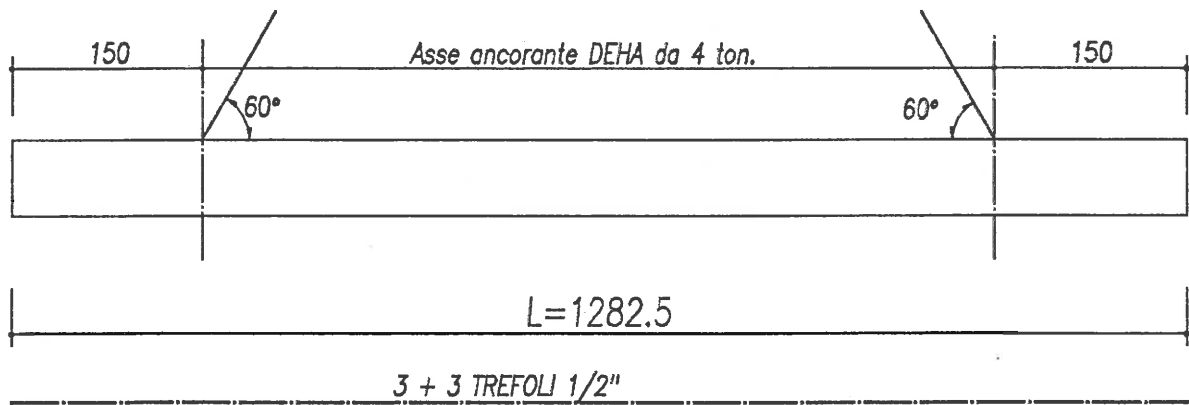 150 Asse ancorante DEHA da 4 ton. 150
60° 60°
L=1282.5
3 + 3 TREFOLI 1/2"